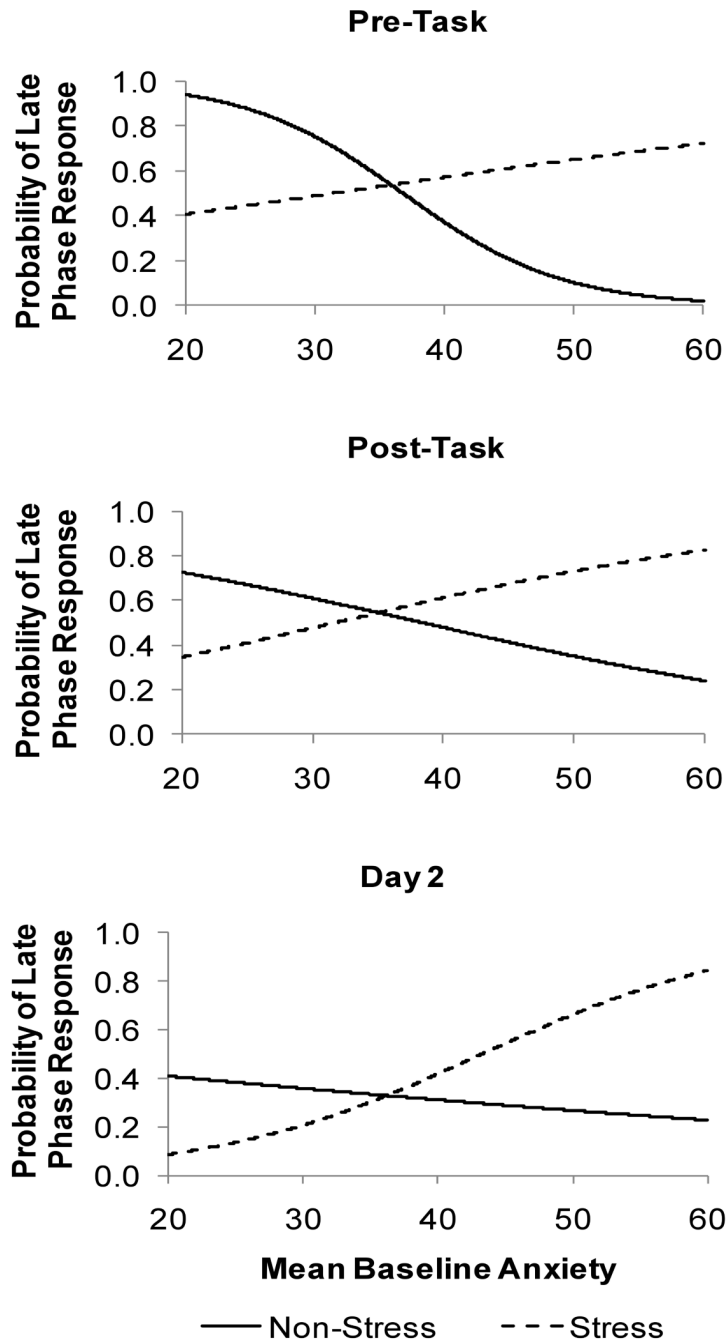 Pre-Task
Probability of Late
Phase Response
1.0
0.8
0.6
0.4
0.2
0.0
20 30 40 50 60
Post-Task
Probability of Late
Phase Response
1.0
0.8
0.6
0.4
0.2
0.0
20 30 40 50 60
Day 2
Probability of Late
Phase Response
1.0
0.8
0.6
0.4
0.2
0.0
20 30 40 50 60
Mean Baseline Anxiety
Non-Stress Stress